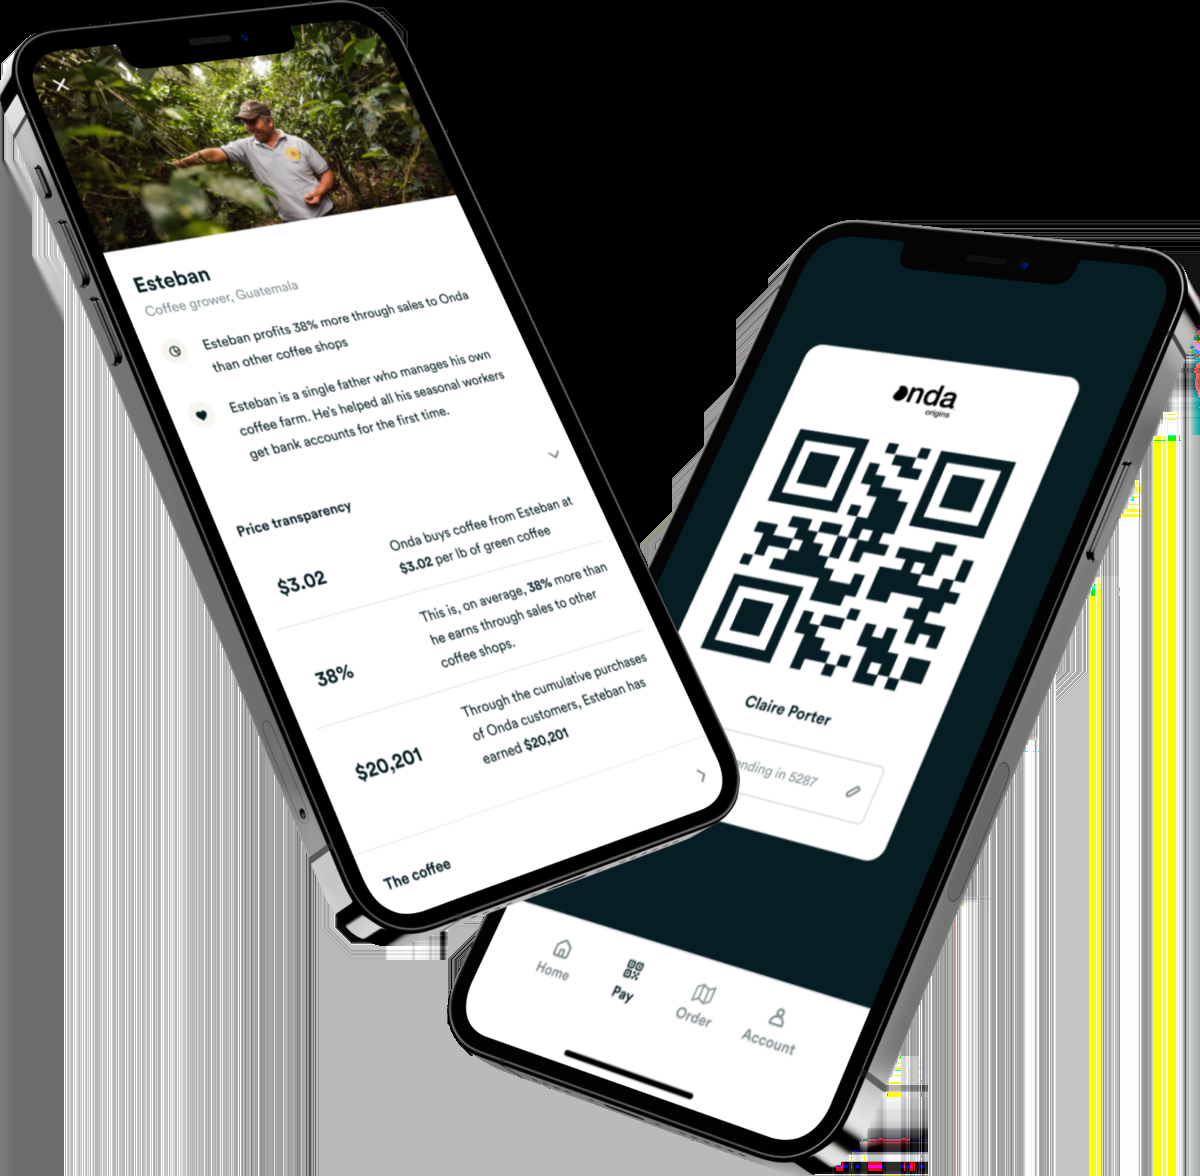 Esteban
Coffee grower, Guatemala
Esteban profits 38% more through sales to Onda
than other coffee shops
Esteban is a single father who manages his own
coffee farm. He's helped all his seasonal workers
get bank accounts for the first time.
Price transparency
$3.02
Onda buys coffee from Esteban at
$3.02 per lb of green coffee
38%
This is, on average, 38% more than
he earns through sales to other
coffee shops.
$20,201
Through the cumulative purchases
of Onda customers, Esteban has
earned $20,201
The coffee
onda
origins
Claire Porter
ending in 5287
Home
Pay
Order
Account